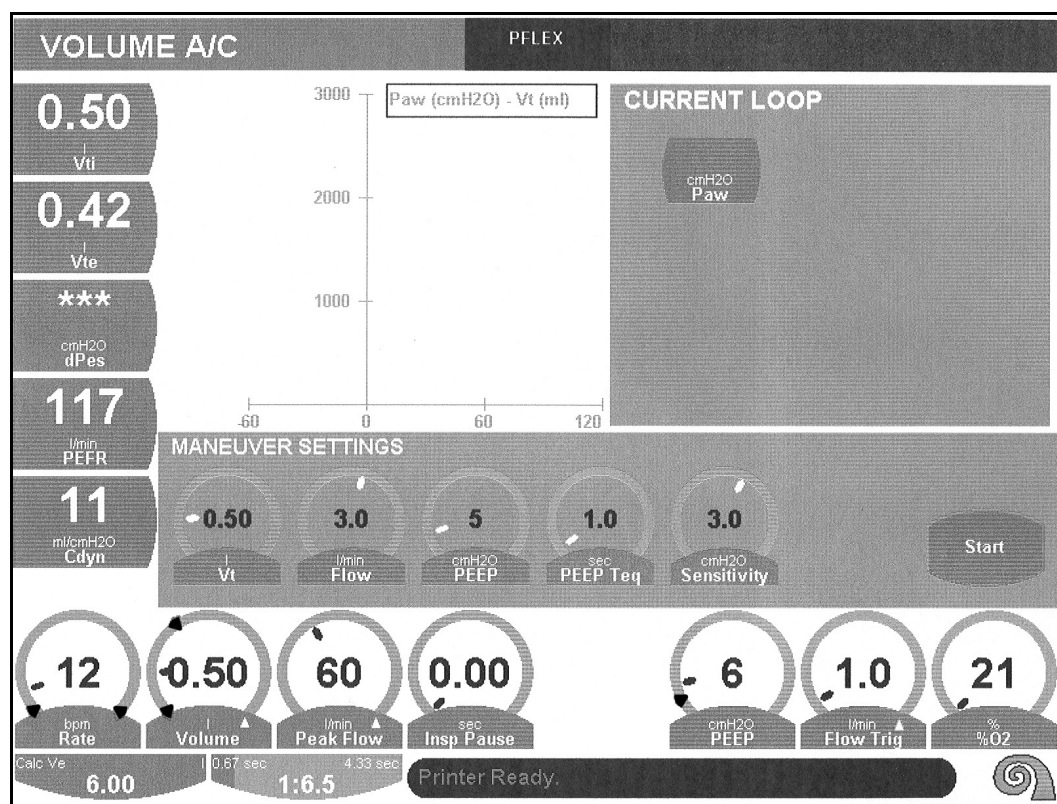 VOLUME A/C
PFLEX
0.50
l
Vti
0.42
l
Vte
***
cmH2O
dPes
117
l/min
PEFR
11
ml/cmH2O
Cdyn
Paw (cmH2O) - Vt (ml)
3000
2000
1000
-60 0 60 120
CURRENT LOOP
cmH2O
Paw
MANEUVER SETTINGS
0.50 3.0 5 1.0 3.0
l l/min cmH2O sec cmH2O
Vt Flow PEEP PEEP Teq Sensitivity
Start
12 0.50 60 0.00 6 1.0 21
bpm l l/min sec cmH2O l/min %
Rate Volume Peak Flow Insp Pause PEEP Flow Trig %O2
Calc Ve l 0.67 sec 4.33 sec
6.00 1:6.5
Printer Ready.